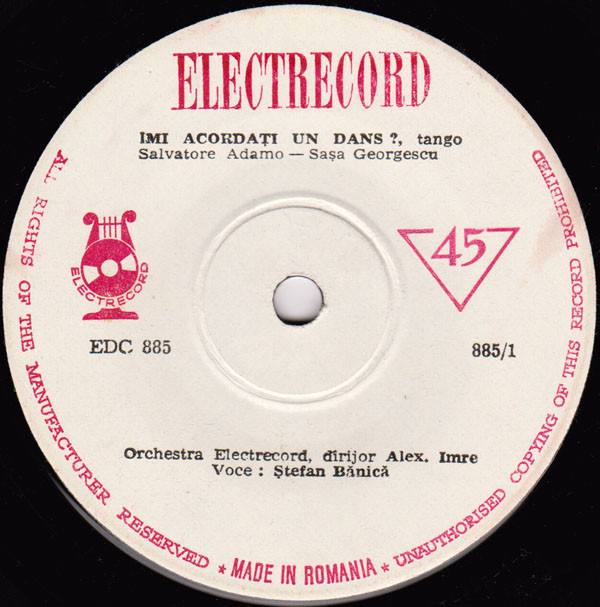 ELECTRECORD
IMI ACORDAȚI UN DANS ?, tango
Salvatore Adamo — Sașa Georgescu
ELECTRECORD
45
EDC 885
885/1
Orchestra Electrecord, dirijor Alex. Imre
Voce : Ștefan Bănică
ALL RIGHTS OF THE MANUFACTURER RESERVED ★ MADE IN ROMANIA ★ UNAUTHORISED COPYING OF THIS RECORD PROHIBITED